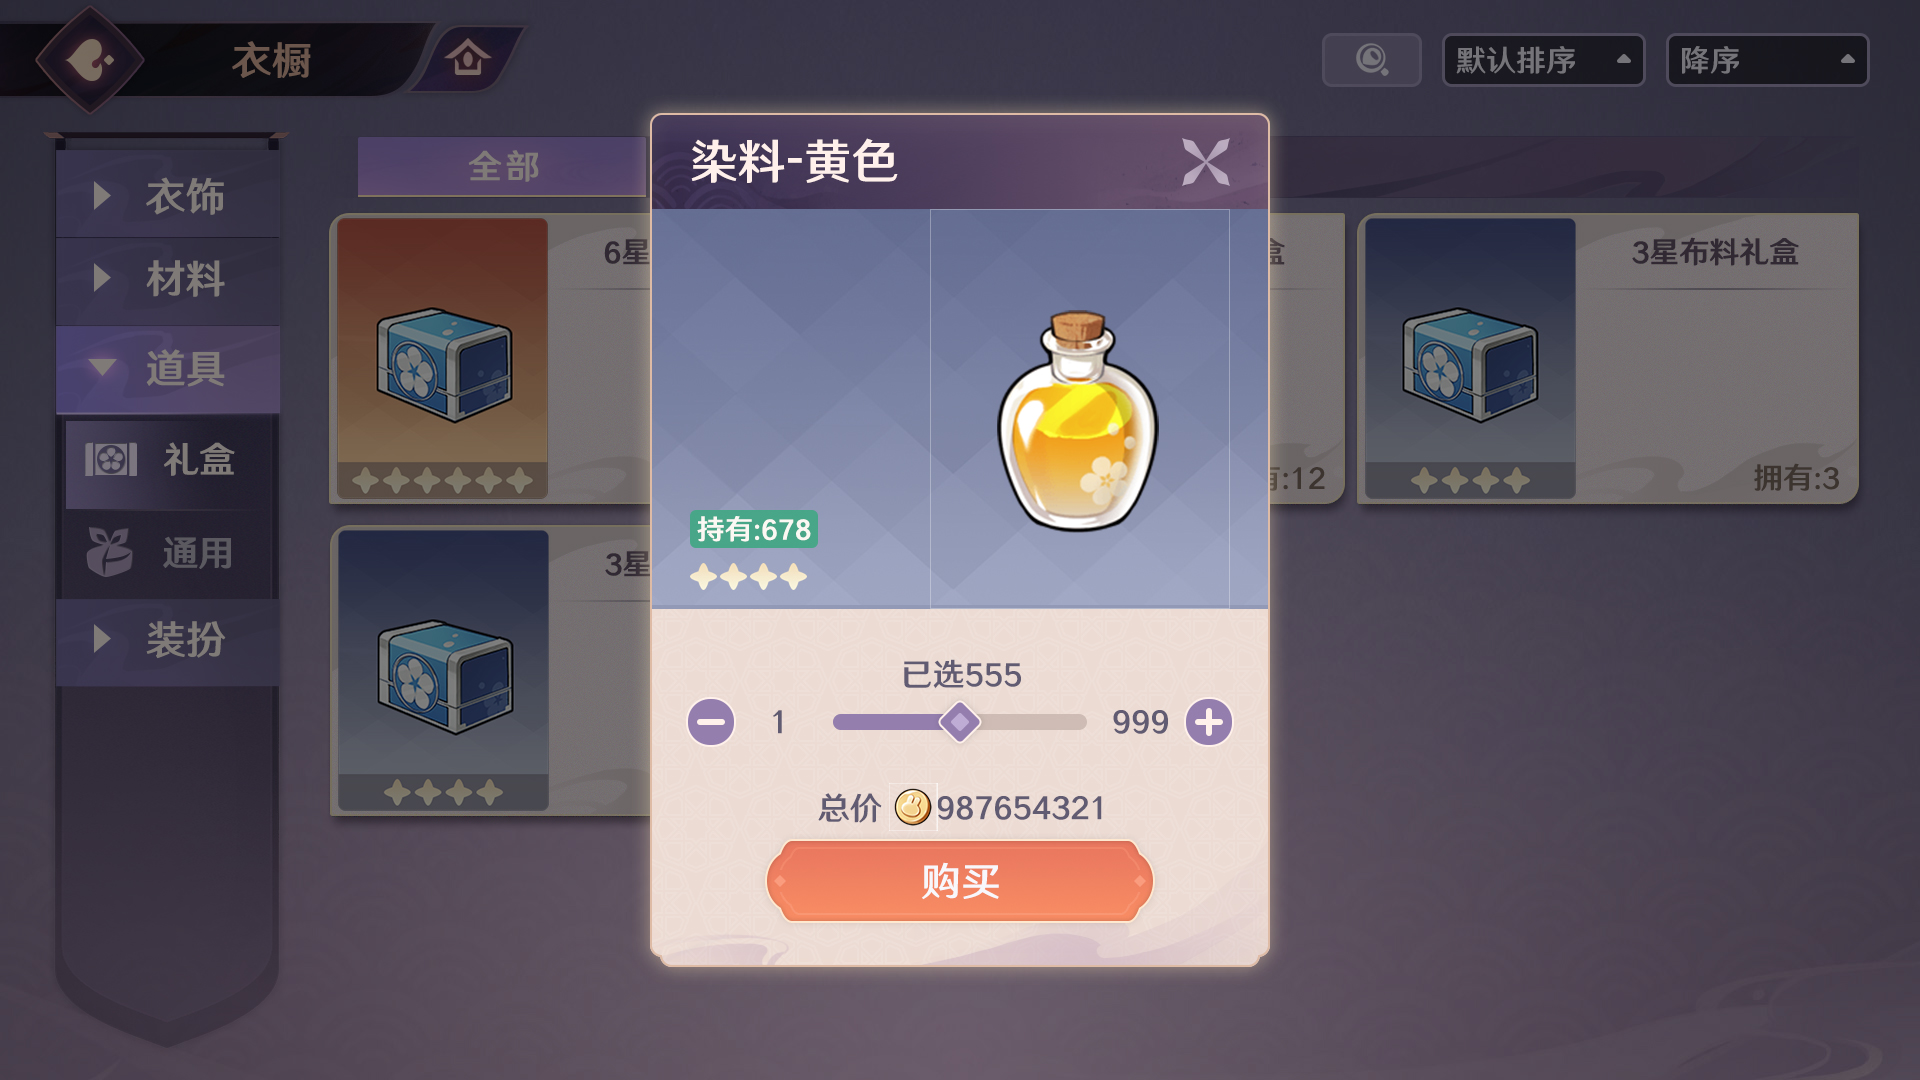 衣橱
默认排序
降序
衣饰
材料
道具
礼盒
通用
装扮
全部
6星
3星
盒
有:12
3星布料礼盒
拥有:3
染料-黄色
持有:678
已选555
1
999
总价 987654321
购买